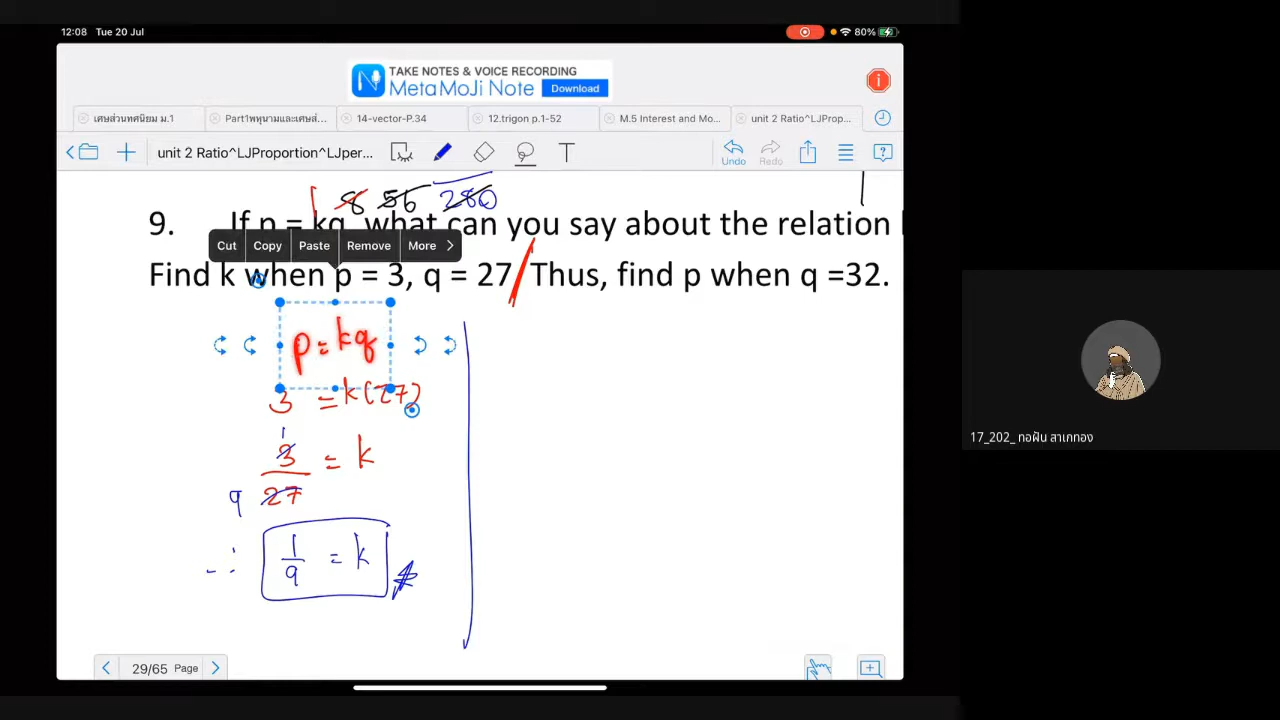 12:08 Tue 20 Jul
80%
TAKE NOTES & VOICE RECORDING
MetaMoJi Note Download
เศษส่วนทศนิยม ม.1
Part1พหุนามและเศษส่...
14-vector-P.34
12.trigon p.1-52
M.5 Interest and Mo...
unit 2 Ratio^LJProp...
unit 2 Ratio^LJProportion^LJper...
T
Undo
Redo
1 8 56 280
9. If p = kq, what can you say about the relation
Cut Copy Paste Remove More
Find k when p = 3, q = 27 / Thus, find p when q =32.
p = kq
3 = k(27)
1
3
27
= k
9
∴ 1/9 = k
17_202_ ทอฝัน สาเกทอง
29/65 Page